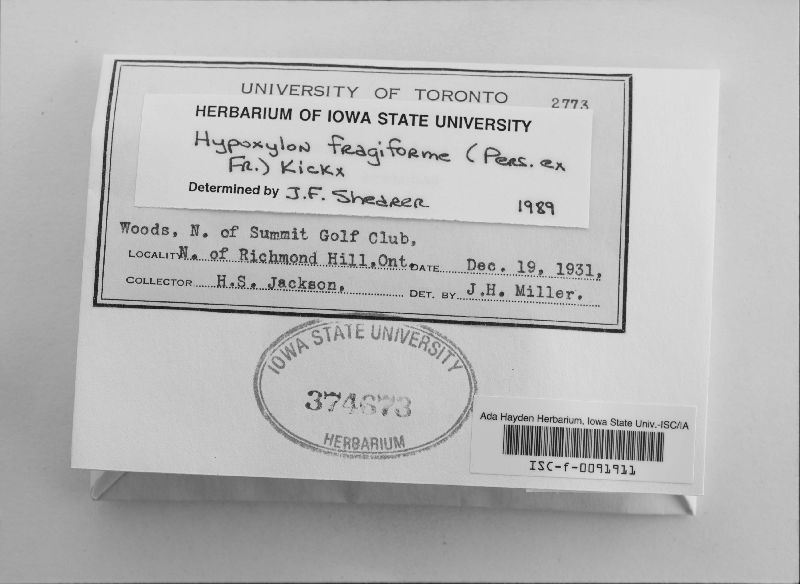 UNIVERSITY OF TORONTO
2773
HERBARIUM OF IOWA STATE UNIVERSITY
Hypoxylon fragiforme (Pers. ex
Fr.) Kickx
Determined by J.F. Shearer 1989
Woods, N. of Summit Golf Club,
LOCALITY N. of Richmond Hill, Ont. DATE Dec. 19, 1931.
COLLECTOR H.S. Jackson. DET. BY J.H. Miller.
IOWA STATE UNIVERSITY
374673
HERBARIUM
Ada Hayden Herbarium, Iowa State Univ.-ISC/IA
ISC-f-0091911